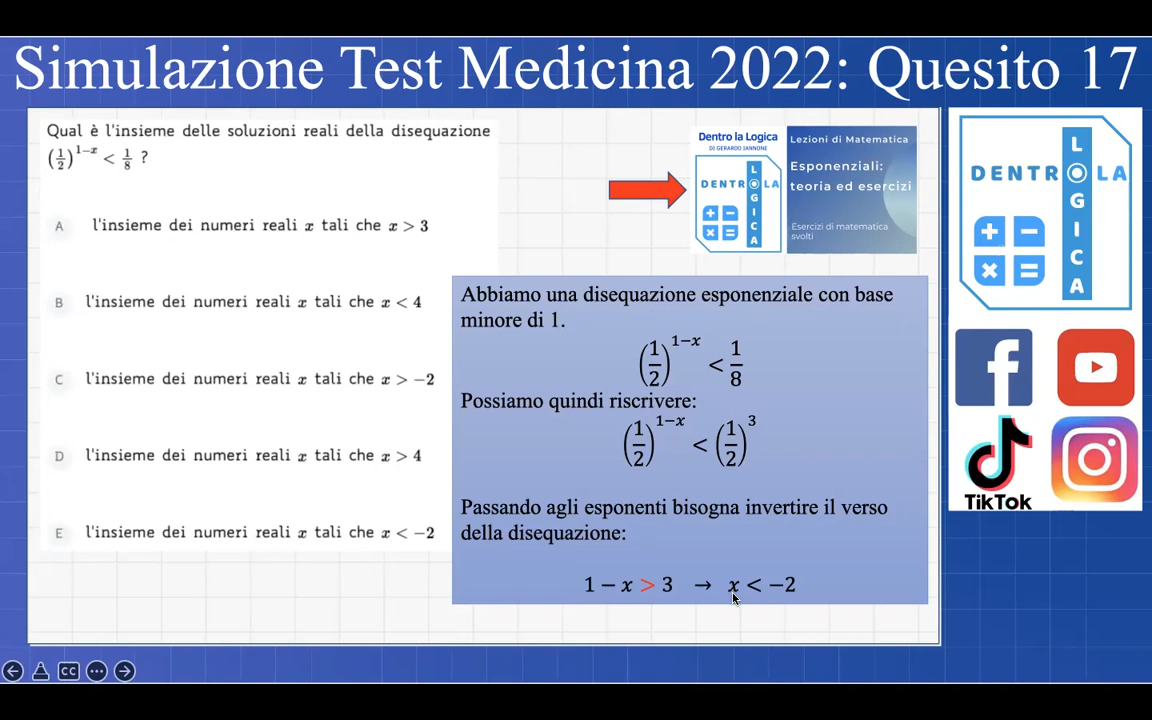 Simulazione Test Medicina 2022: Quesito 17
Qual è l'insieme delle soluzioni reali della disequazione
(1/2)^(1−x) < 1/8 ?
A l'insieme dei numeri reali x tali che x > 3
B l'insieme dei numeri reali x tali che x < 4
C l'insieme dei numeri reali x tali che x > −2
D l'insieme dei numeri reali x tali che x > 4
E l'insieme dei numeri reali x tali che x < −2
Dentro la Logica
DI GERARDO IANNONE
DENTRO LA
LOGICA
Lezioni di Matematica
Esponenziali:
teoria ed esercizi
Esercizi di matematica
svolti
Abbiamo una disequazione esponenziale con base
minore di 1.
(1/2)^(1−x) < 1/8
Possiamo quindi riscrivere:
(1/2)^(1−x) < (1/2)^3
Passando agli esponenti bisogna invertire il verso
della disequazione:
1 − x > 3 → x < −2
DENTRO LA
LOGICA
TikTok
CC